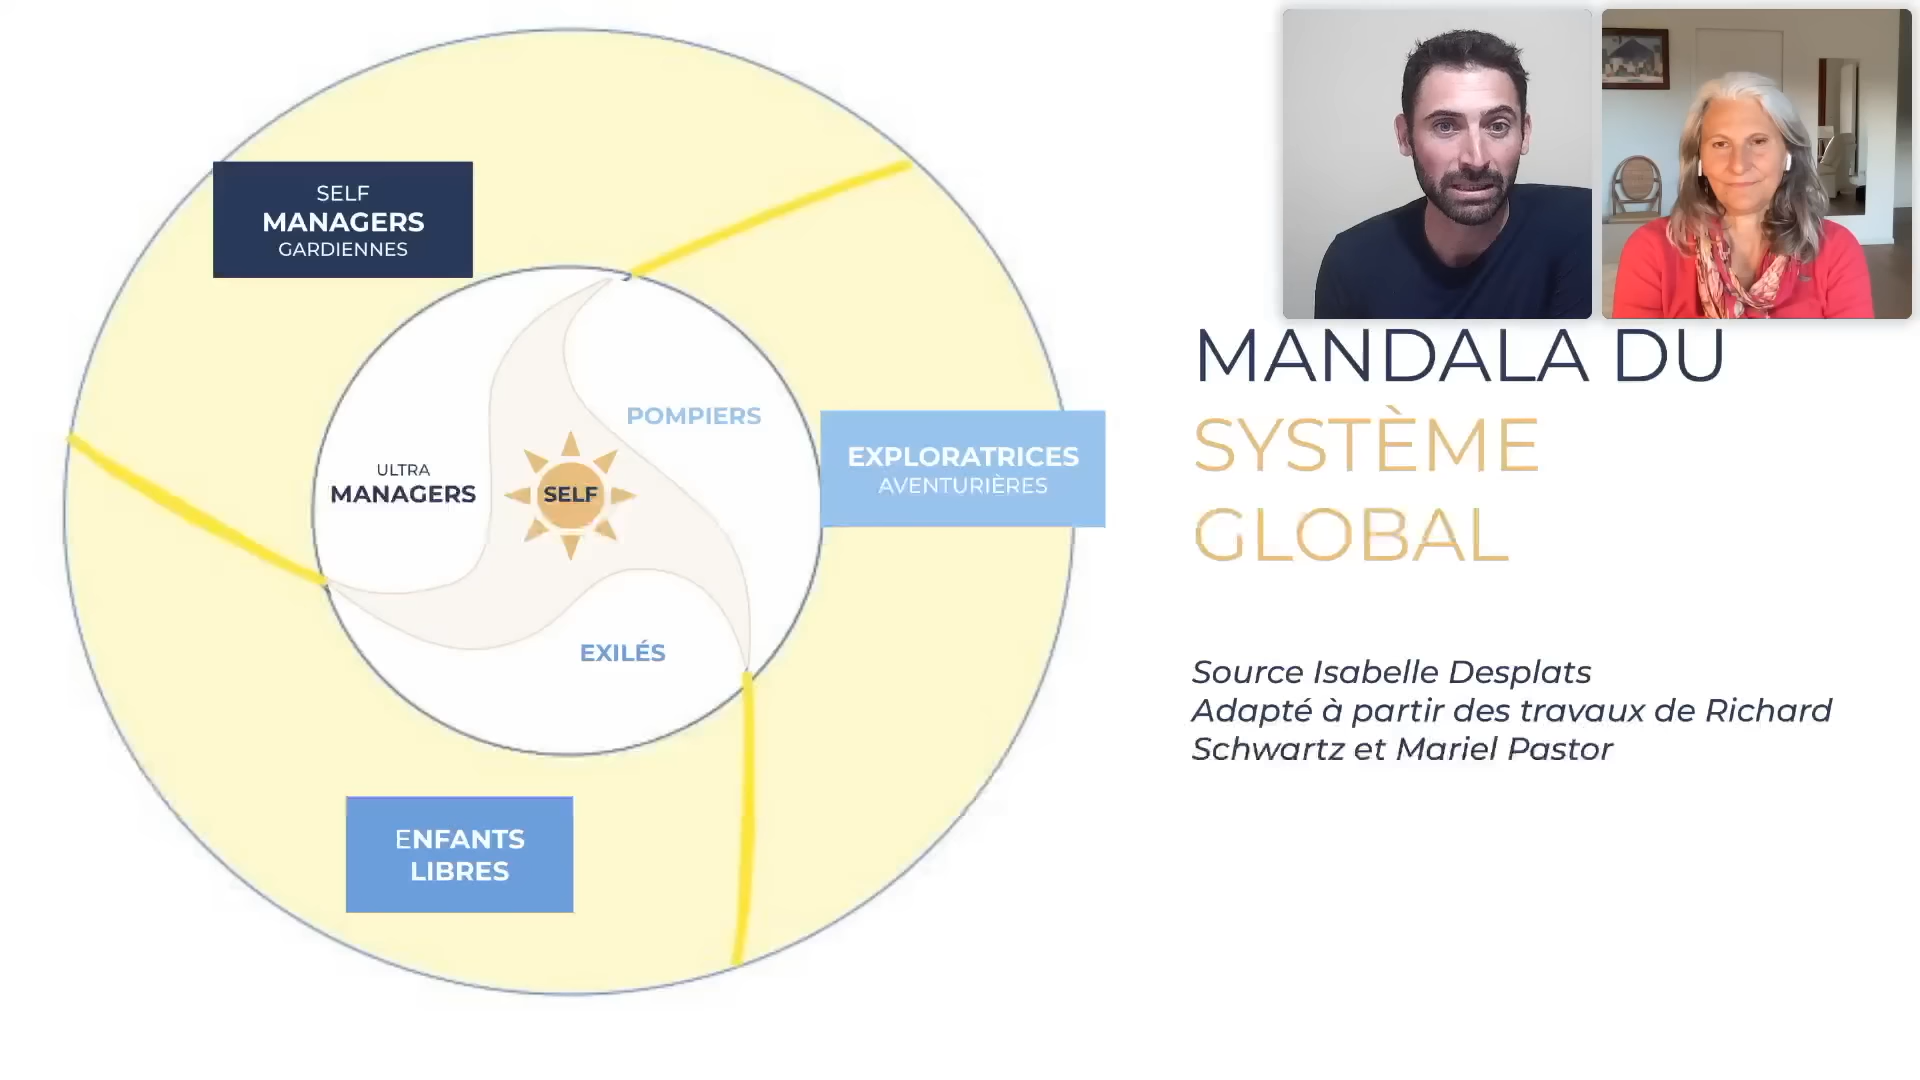 SELF
MANAGERS
GARDIENNES
POMPIERS
ULTRA
MANAGERS
SELF
EXPLORATRICES
AVENTURIÈRES
EXILÉS
ENFANTS
LIBRES
MANDALA DU
SYSTÈME
GLOBAL
Source Isabelle Desplats
Adapté à partir des travaux de Richard
Schwartz et Mariel Pastor